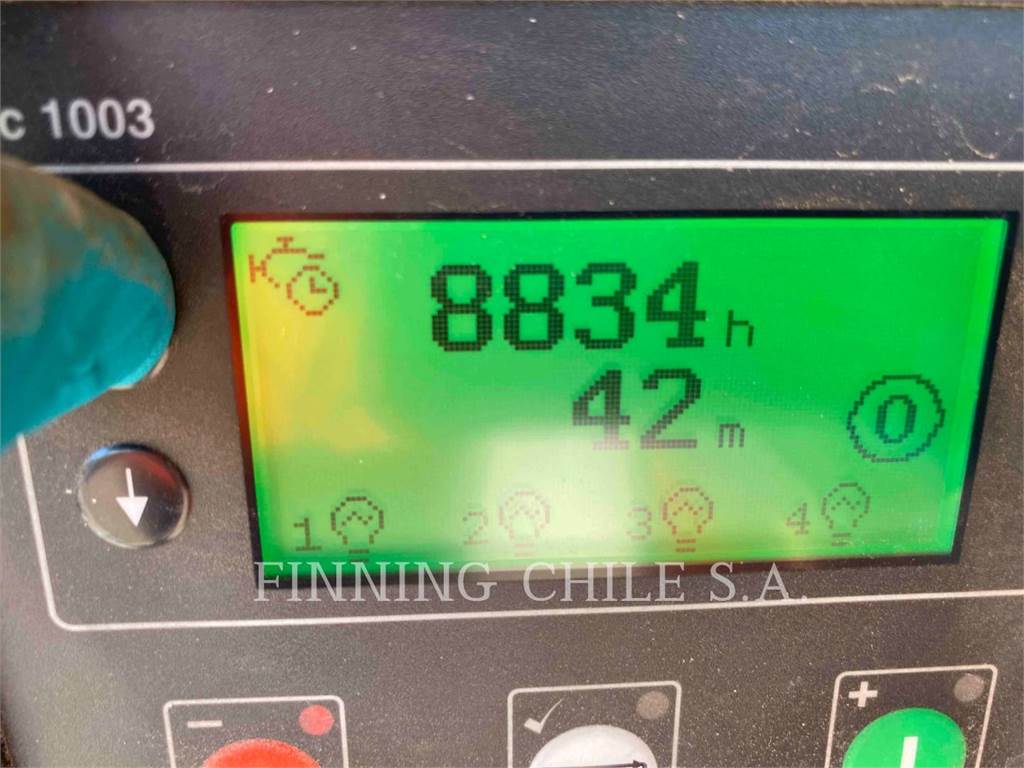 c 1003
8834 h
42 m
0
1 2 3 4
FINNING CHILE S.A.